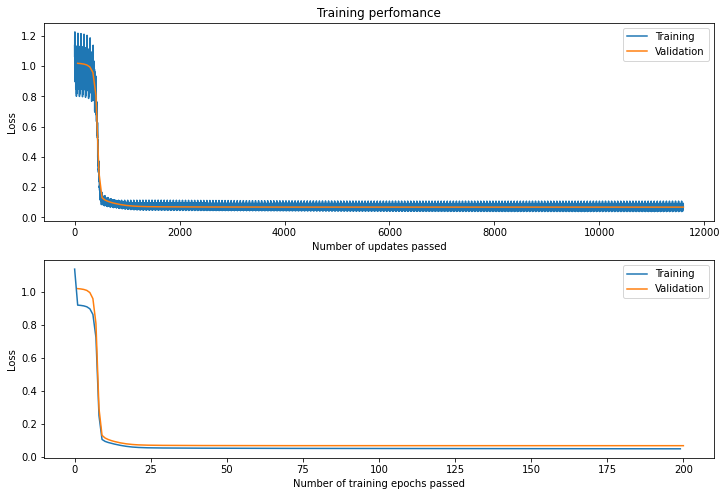 Training perfomance
Loss
1.2
1.0
0.8
0.6
0.4
0.2
0.0
Training
Validation
0 2000 4000 6000 8000 10000 12000
Number of updates passed
Loss
1.0
0.8
0.6
0.4
0.2
0.0
Training
Validation
0 25 50 75 100 125 150 175 200
Number of training epochs passed